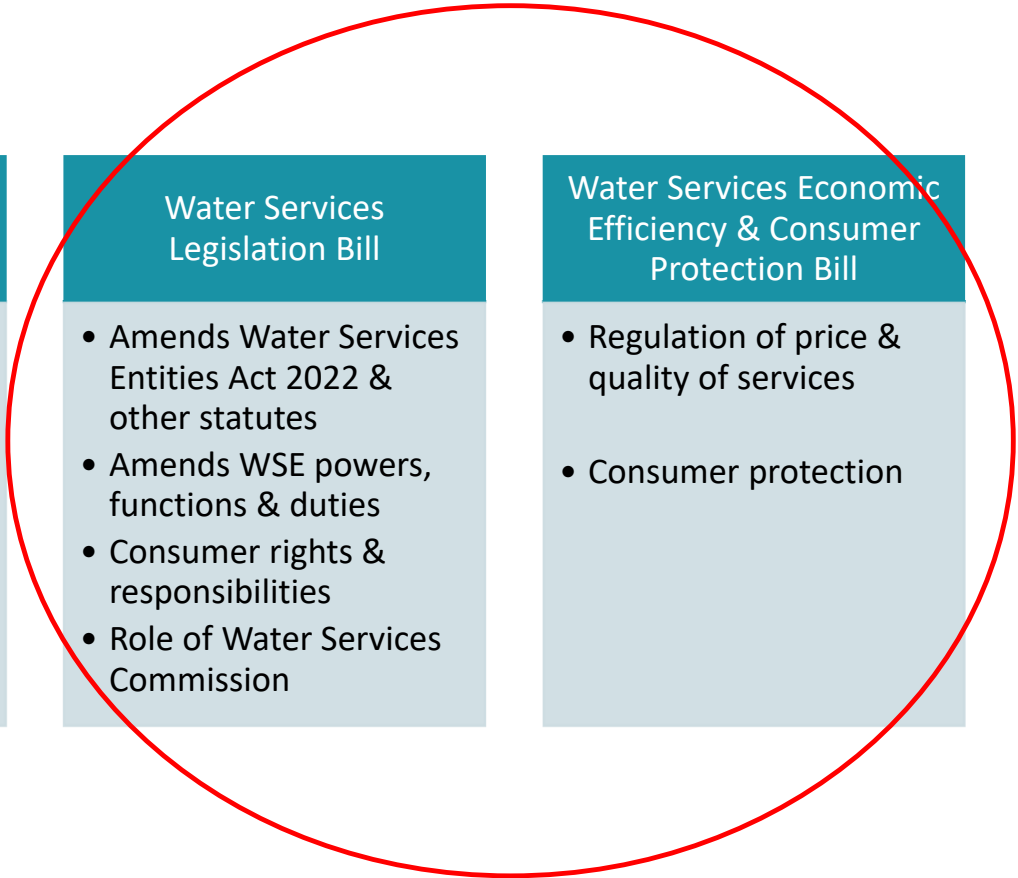 Water Services
Legislation Bill
• Amends Water Services
Entities Act 2022 &
other statutes
• Amends WSE powers,
functions & duties
• Consumer rights &
responsibilities
• Role of Water Services
Commission
Water Services Economic
Efficiency & Consumer
Protection Bill
• Regulation of price &
quality of services
• Consumer protection